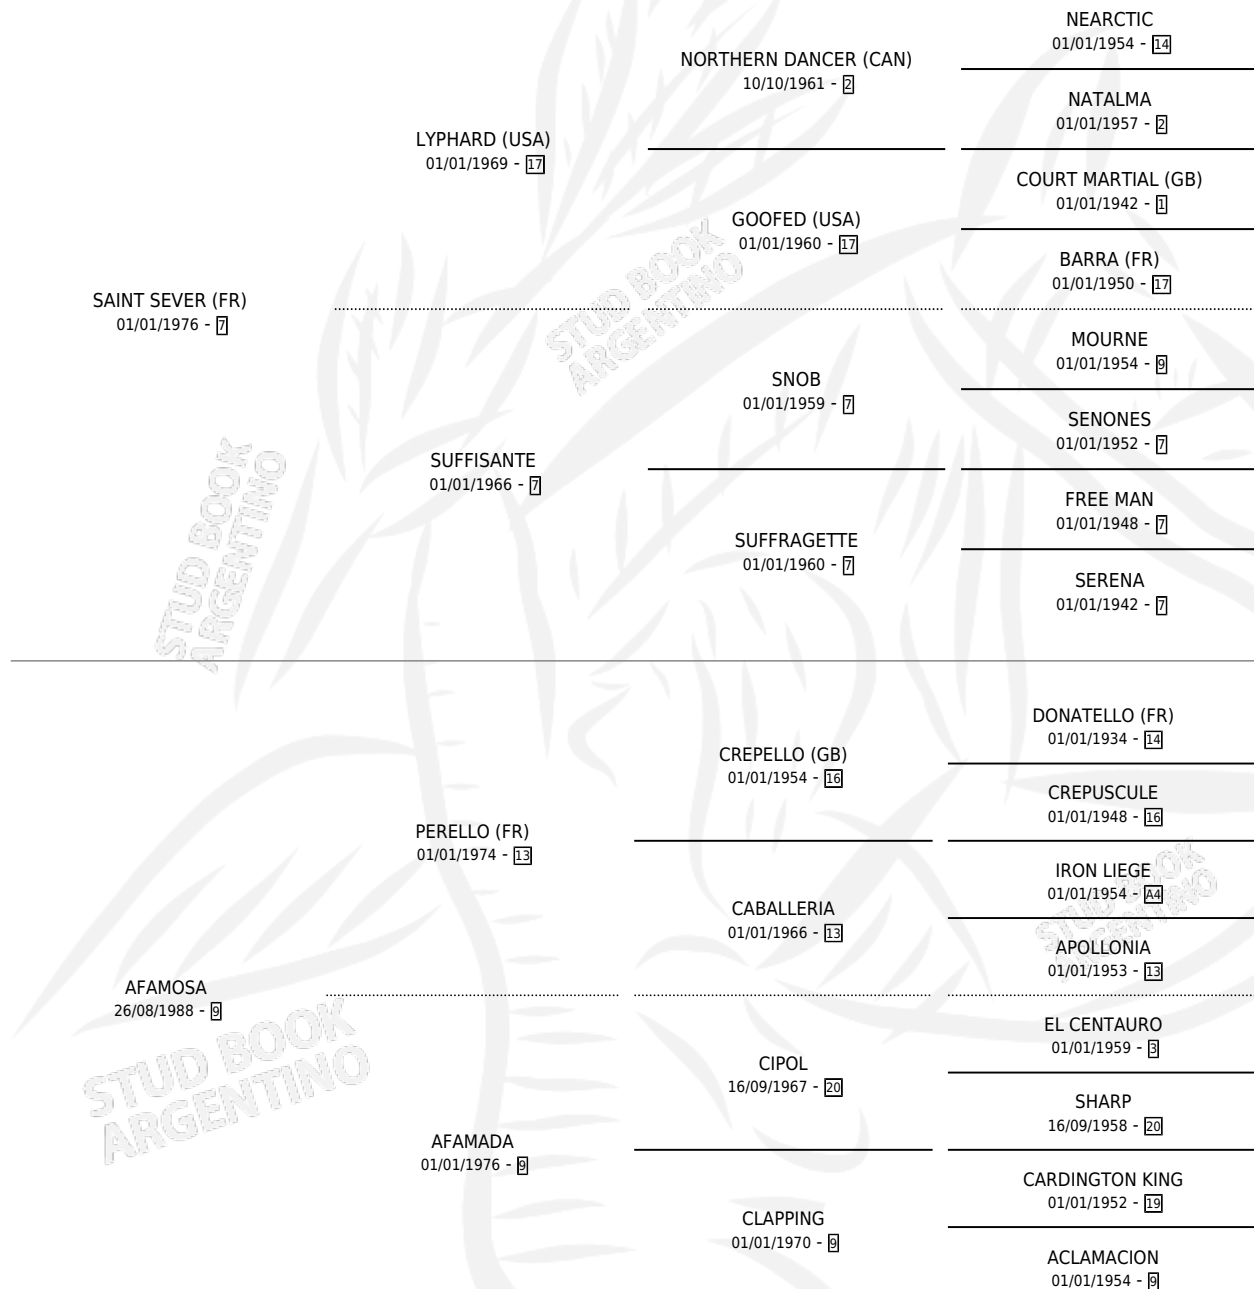 NEARCTIC
01/01/1954 - 14
NORTHERN DANCER (CAN)
10/10/1961 - 2
NATALMA
01/01/1957 - 2
LYPHARD (USA)
01/01/1969 - 17
COURT MARTIAL (GB)
01/01/1942 - 1
GOOFED (USA)
01/01/1960 - 17
BARRA (FR)
01/01/1950 - 17
SAINT SEVER (FR)
01/01/1976 - 7
STUD BOOK
ARGENTINO
MOURNE
01/01/1954 - 9
SNOB
01/01/1959 - 7
SENONES
01/01/1952 - 7
SUFFISANTE
01/01/1966 - 7
FREE MAN
01/01/1948 - 7
SUFFRAGETTE
01/01/1960 - 7
SERENA
01/01/1942 - 7
STUD BOOK
ARGENTINO
DONATELLO (FR)
01/01/1934 - 14
CREPELLO (GB)
01/01/1954 - 16
CREPUSCULE
01/01/1948 - 16
PERELLO (FR)
01/01/1974 - 13
IRON LIEGE
01/01/1954 - A4
CABALLERIA
01/01/1966 - 13
APOLLONIA
01/01/1953 - 13
STUD BOOK
ARGENTINO
AFAMOSA
26/08/1988 - 9
EL CENTAURO
01/01/1959 - 3
CIPOL
16/09/1967 - 20
SHARP
16/09/1958 - 20
STUD BOOK
ARGENTINO
AFAMADA
01/01/1976 - 9
CARDINGTON KING
01/01/1952 - 19
CLAPPING
01/01/1970 - 9
ACLAMACION
01/01/1954 - 9